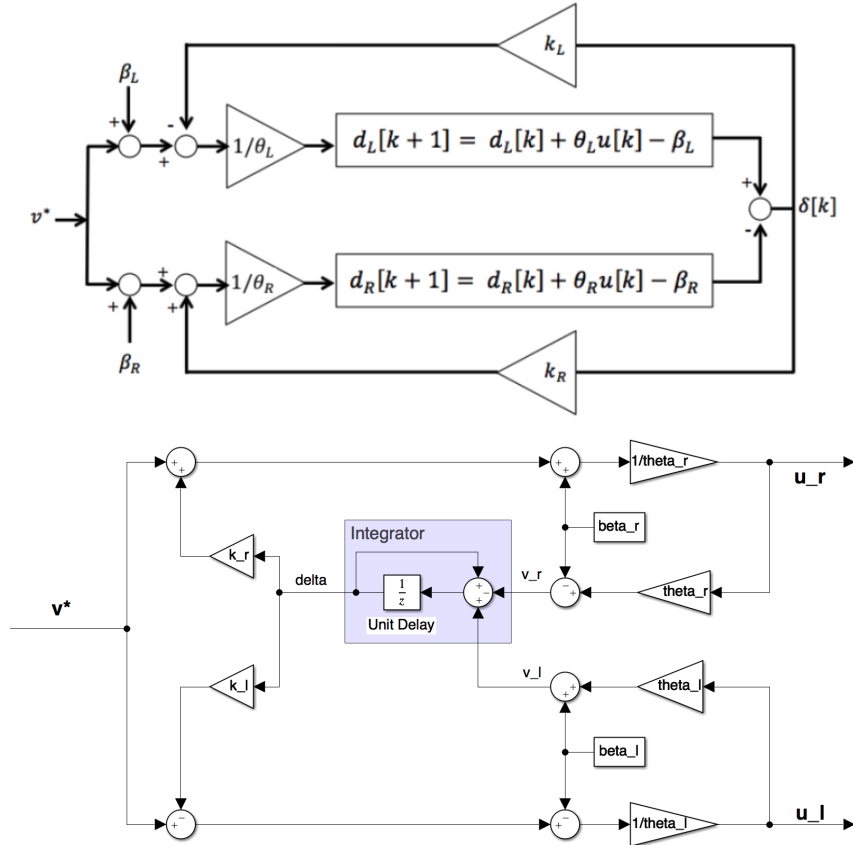 k_L
β_L
+
-
+
1/θ_L
d_L[k + 1] = d_L[k] + θ_L u[k] − β_L
+
v*
δ[k]
-
+
+
+
1/θ_R
d_R[k + 1] = d_R[k] + θ_R u[k] − β_R
β_R
k_R
+
+
+
+
1/theta_r
u_r
Integrator
beta_r
k_r
delta
v_r
1/z
+
+
−
−
+
theta_r
v*
Unit Delay
k_l
v_l
+
+
theta_l
beta_l
+
−
+
−
1/theta_l
u_l